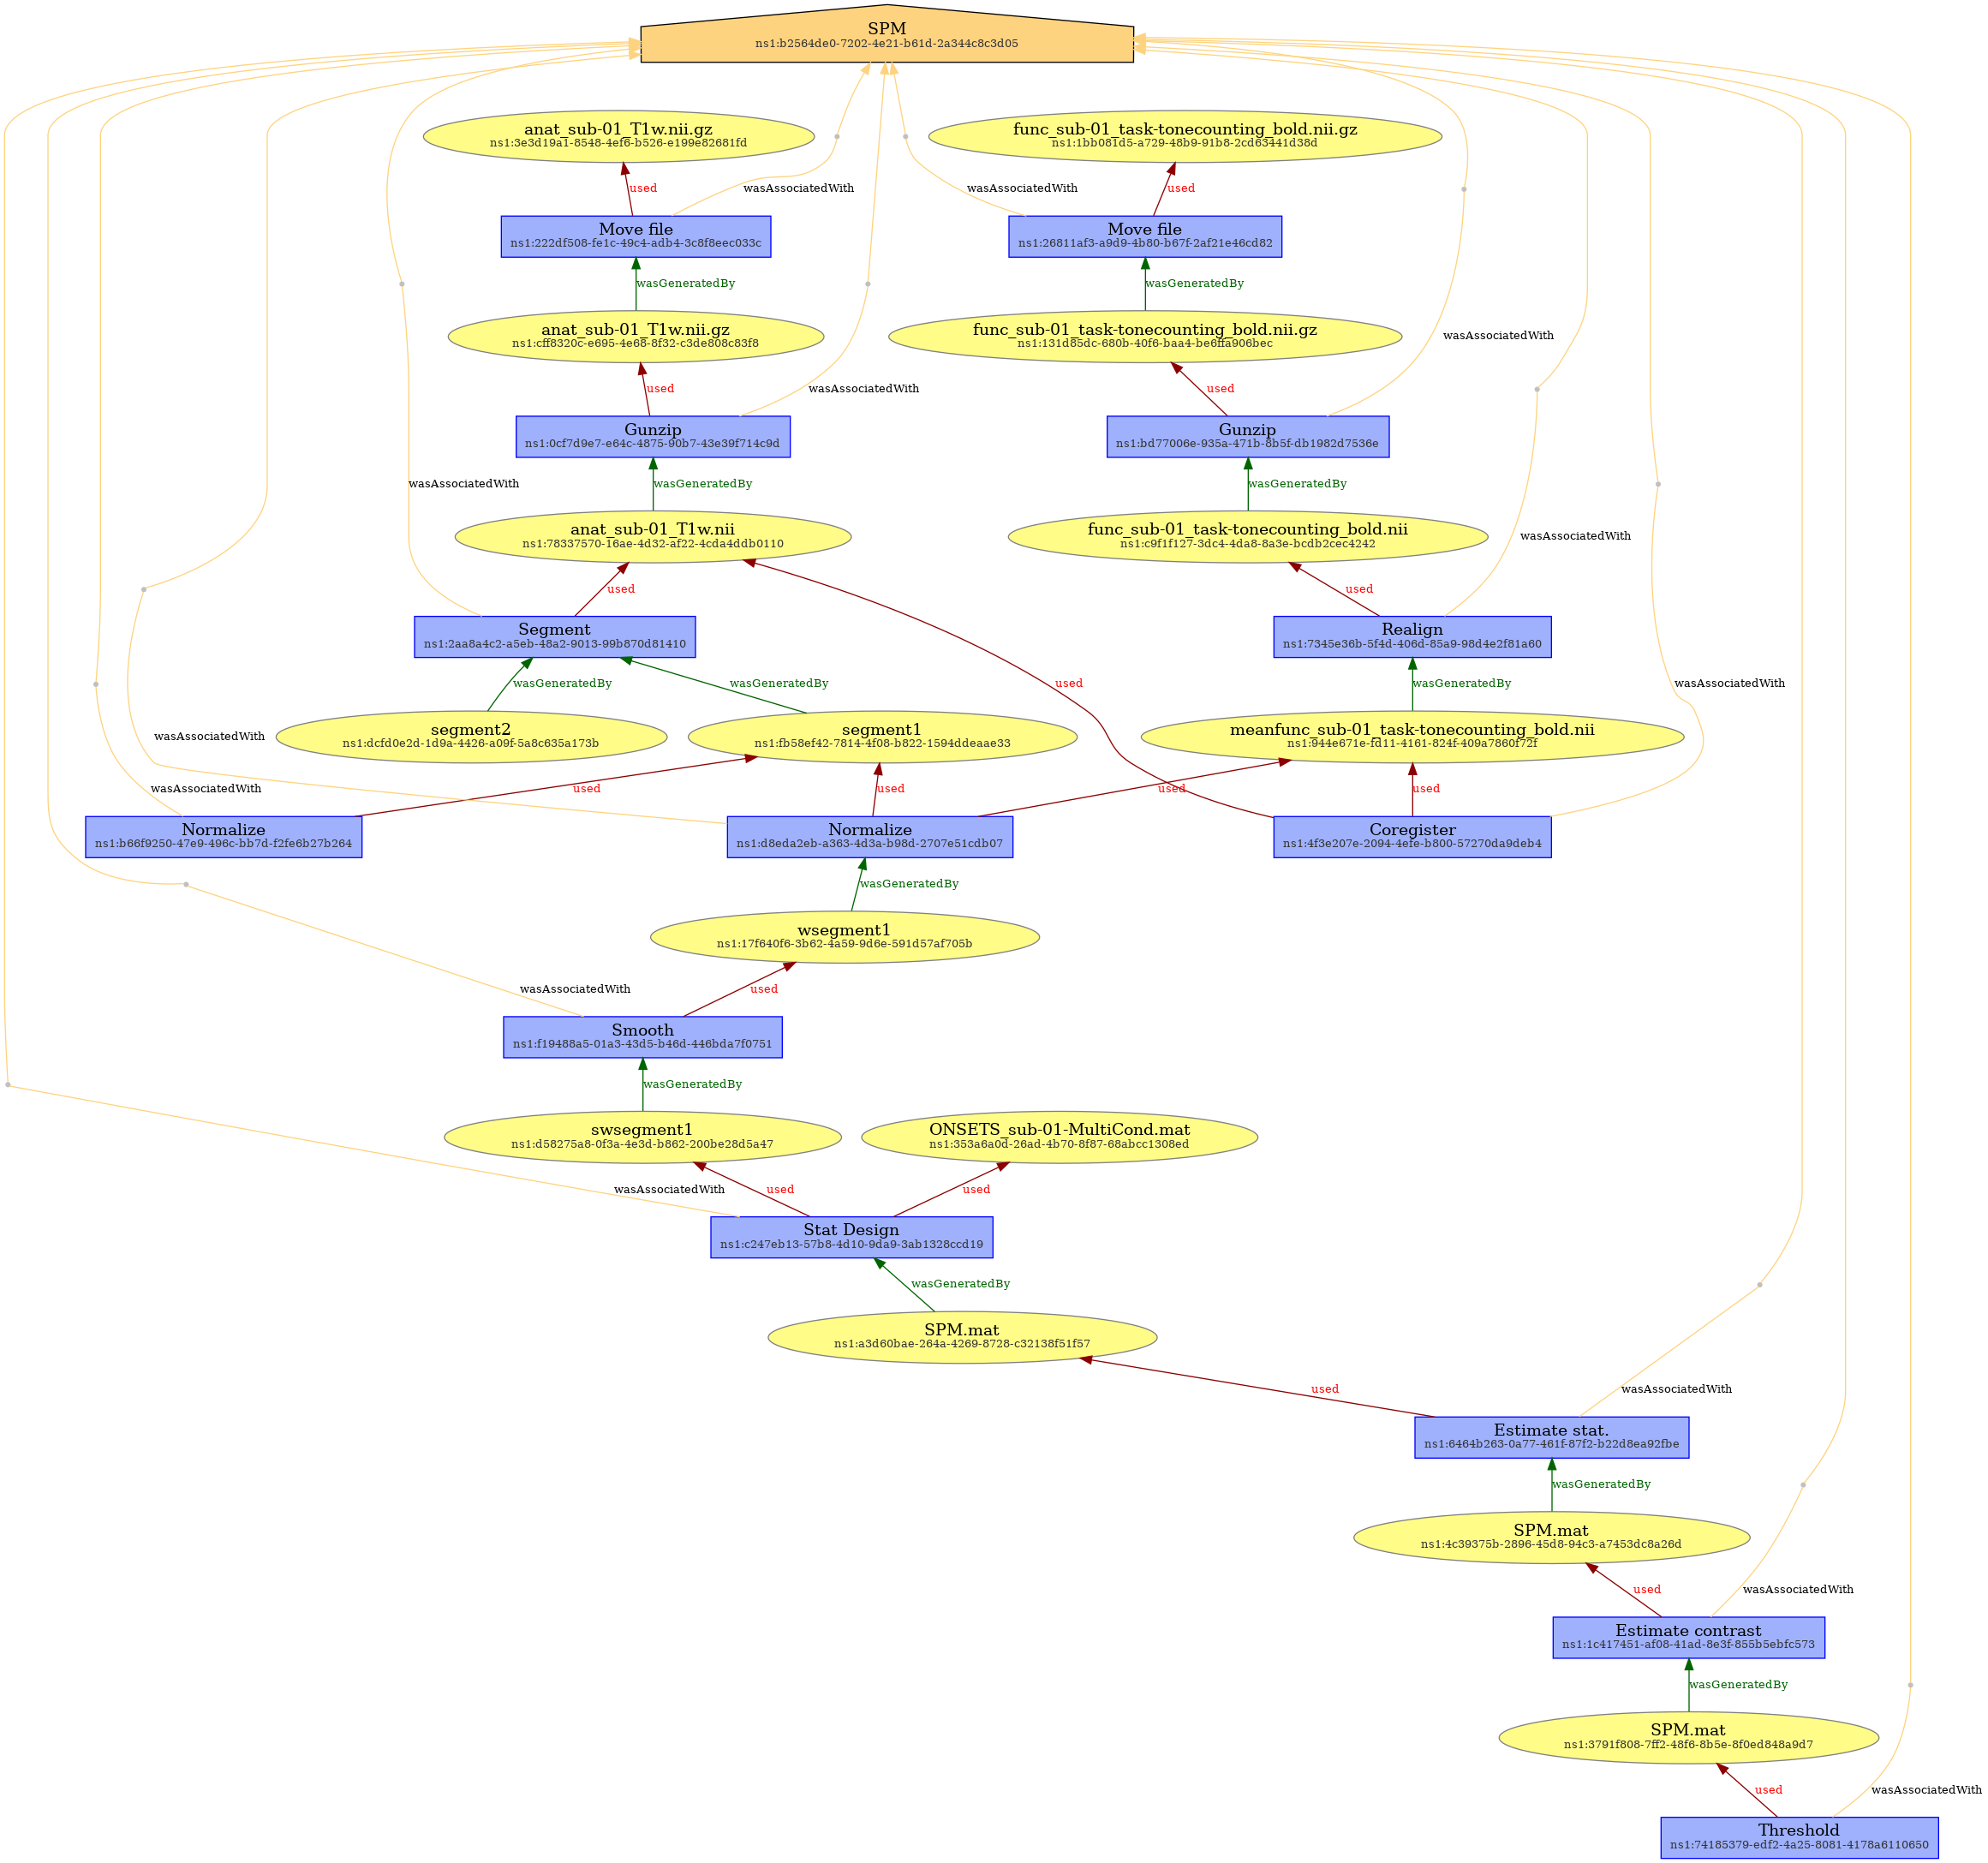 SPM
ns1:b2564de0-7202-4e21-b61d-2a344c8c3d05
anat_sub-01_T1w.nii.gz
ns1:3e3d19a1-8548-4ef6-b526-e199e82681fd
func_sub-01_task-tonecounting_bold.nii.gz
ns1:1bb081d5-a729-48b9-91b8-2cd63441d38d
used
wasAssociatedWith
wasAssociatedWith
used
Move file
ns1:222df508-fe1c-49c4-adb4-3c8f8eec033c
Move file
ns1:26811af3-a9d9-4b80-b67f-2af21e46cd82
wasGeneratedBy
wasGeneratedBy
anat_sub-01_T1w.nii.gz
ns1:cff8320c-e695-4e68-8f32-c3de808c83f8
func_sub-01_task-tonecounting_bold.nii.gz
ns1:131d85dc-680b-40f6-baa4-be6ffa906bec
wasAssociatedWith
used
wasAssociatedWith
used
Gunzip
ns1:0cf7d9e7-e64c-4875-90b7-43e39f714c9d
Gunzip
ns1:bd77006e-935a-471b-8b5f-db1982d7536e
wasAssociatedWith
wasGeneratedBy
wasGeneratedBy
anat_sub-01_T1w.nii
ns1:78337570-16ae-4d32-af22-4cda4ddb0110
func_sub-01_task-tonecounting_bold.nii
ns1:c9f1f127-3dc4-4da8-8a3e-bcdb2cec4242
wasAssociatedWith
used
used
Segment
ns1:2aa8a4c2-a5eb-48a2-9013-99b870d81410
Realign
ns1:7345e36b-5f4d-406d-85a9-98d4e2f81a60
wasGeneratedBy
wasGeneratedBy
used
wasGeneratedBy
wasAssociatedWith
segment2
ns1:dcfd0e2d-1d9a-4426-a09f-5a8c635a173b
segment1
ns1:fb58ef42-7814-4f08-b822-1594ddeaae33
meanfunc_sub-01_task-tonecounting_bold.nii
ns1:944e671e-fd11-4161-824f-409a7860f72f
wasAssociatedWith
wasAssociatedWith
used
used
used
used
Normalize
ns1:b66f9250-47e9-496c-bb7d-f2fe6b27b264
Normalize
ns1:d8eda2eb-a363-4d3a-b98d-2707e51cdb07
Coregister
ns1:4f3e207e-2094-4efe-b800-57270da9deb4
wasGeneratedBy
wsegment1
ns1:17f640f6-3b62-4a59-9d6e-591d57af705b
wasAssociatedWith
used
Smooth
ns1:f19488a5-01a3-43d5-b46d-446bda7f0751
wasGeneratedBy
swsegment1
ns1:d58275a8-0f3a-4e3d-b862-200be28d5a47
ONSETS_sub-01-MultiCond.mat
ns1:353a6a0d-26ad-4b70-8f87-68abcc1308ed
wasAssociatedWith
used
used
Stat Design
ns1:c247eb13-57b8-4d10-9da9-3ab1328ccd19
wasGeneratedBy
SPM.mat
ns1:a3d60bae-264a-4269-8728-c32138f51f57
used
wasAssociatedWith
Estimate stat.
ns1:6464b263-0a77-461f-87f2-b22d8ea92fbe
wasGeneratedBy
SPM.mat
ns1:4c39375b-2896-45d8-94c3-a7453dc8a26d
used
wasAssociatedWith
Estimate contrast
ns1:1c417451-af08-41ad-8e3f-855b5ebfc573
wasGeneratedBy
SPM.mat
ns1:3791f808-7ff2-48f6-8b5e-8f0ed848a9d7
used
wasAssociatedWith
Threshold
ns1:74185379-edf2-4a25-8081-4178a6110650